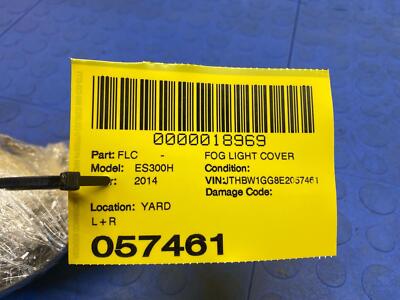 0000018969
Part: FLC - FOG LIGHT COVER
Model: ES300H Condition:
2014 VIN: JTHBW1GG8E2057461
Damage Code:
Location: YARD
L + R
057461